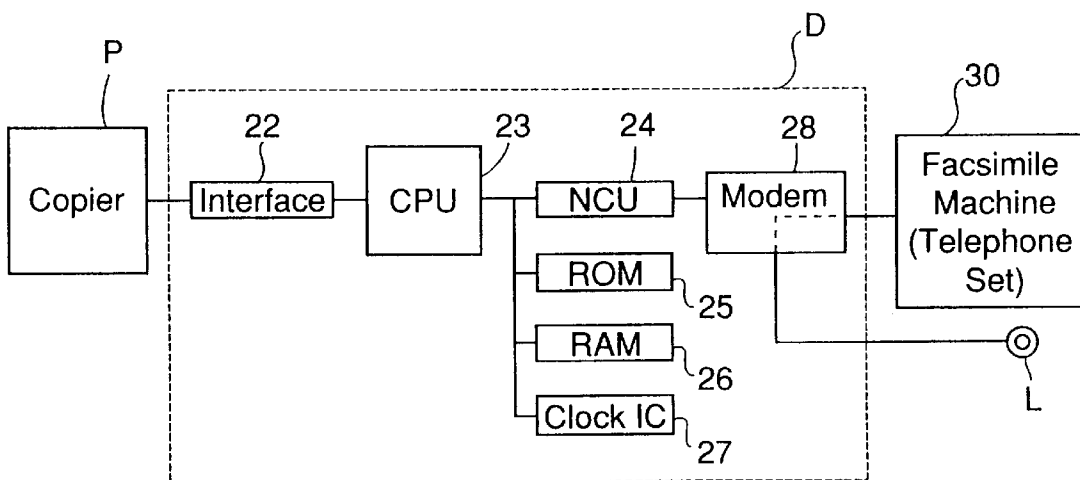 D
P
30
22
23
24
28
Copier
Interface
CPU
NCU
Modem
Facsimile
Machine
(Telephone
Set)
ROM
25
RAM
26
L
Clock IC
27